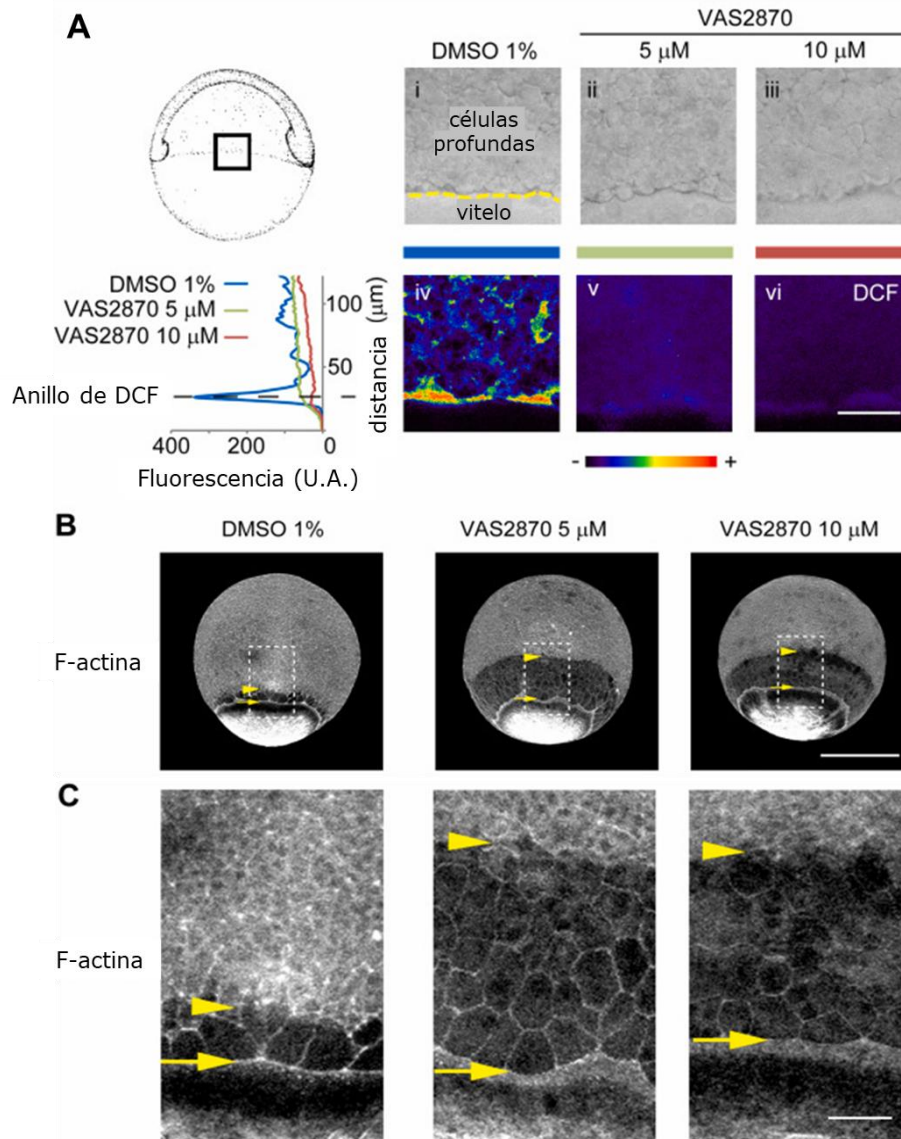 A
VAS2870
DMSO 1%
5 μM
10 μM
i
ii
iii
células
profundas
vitelo
DMSO 1%
VAS2870 5 μM
VAS2870 10 μM
100
50
0
distancia (μm)
Anillo de DCF
400
200
Fluorescencia (U.A.)
iv
v
vi
DCF
-
+
B
DMSO 1%
VAS2870 5 μM
VAS2870 10 μM
F-actina
C
F-actina